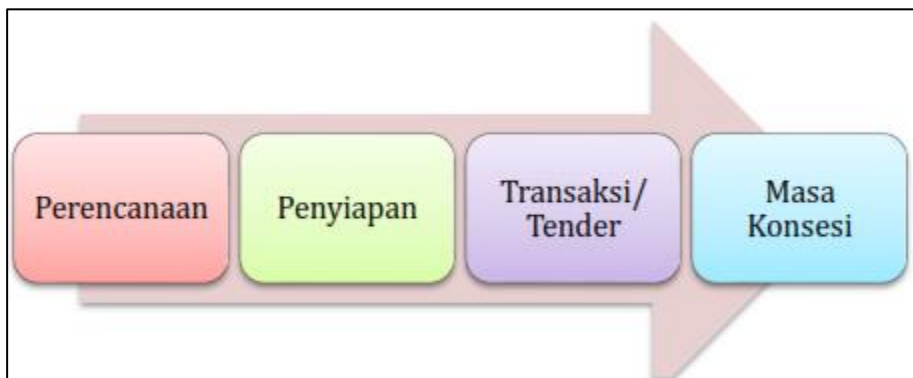 Perencanaan
Penyiapan
Transaksi/
Tender
Masa
Konsesi